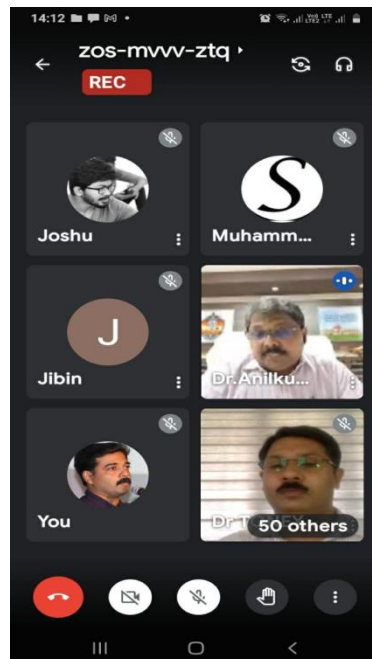 14:12
zos-mvvv-ztq
REC
S
Joshu
Muhamm...
J
Jibin
Dr.Anilku...
You
50 others